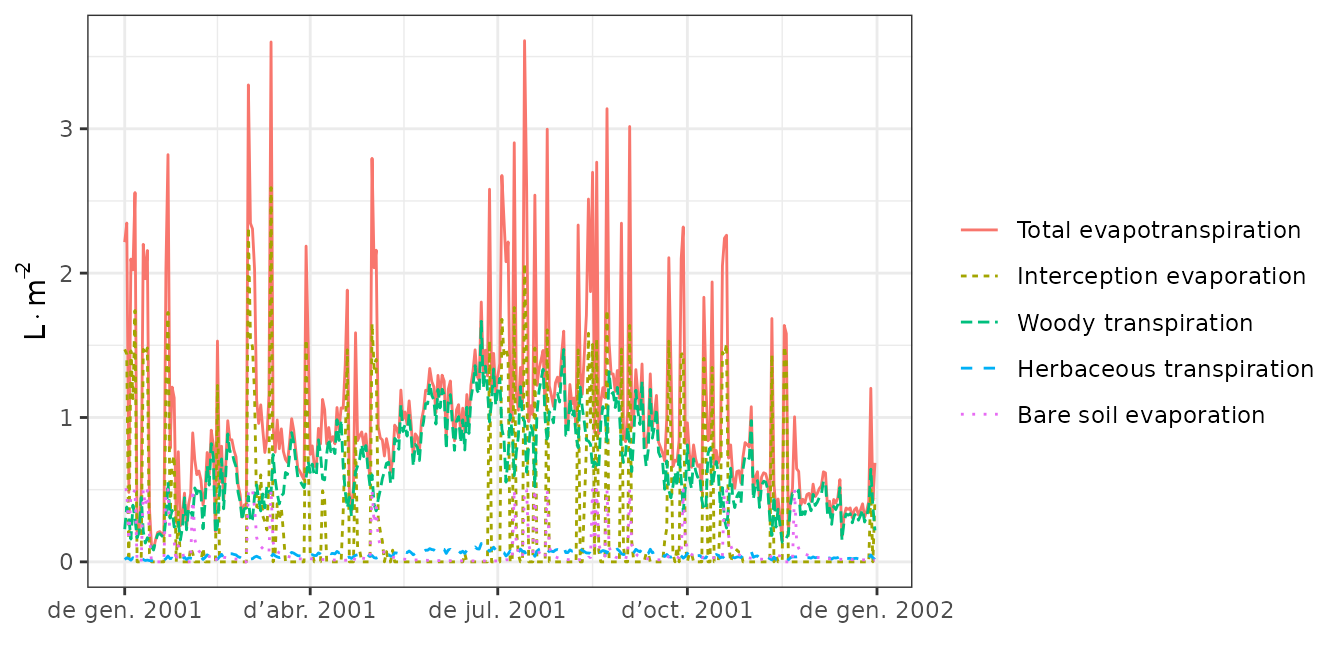 L · m⁻²
3
2
1
0
de gen. 2001 d’abr. 2001 de jul. 2001 d’oct. 2001 de gen. 2002
Total evapotranspiration
Interception evaporation
Woody transpiration
Herbaceous transpiration
Bare soil evaporation